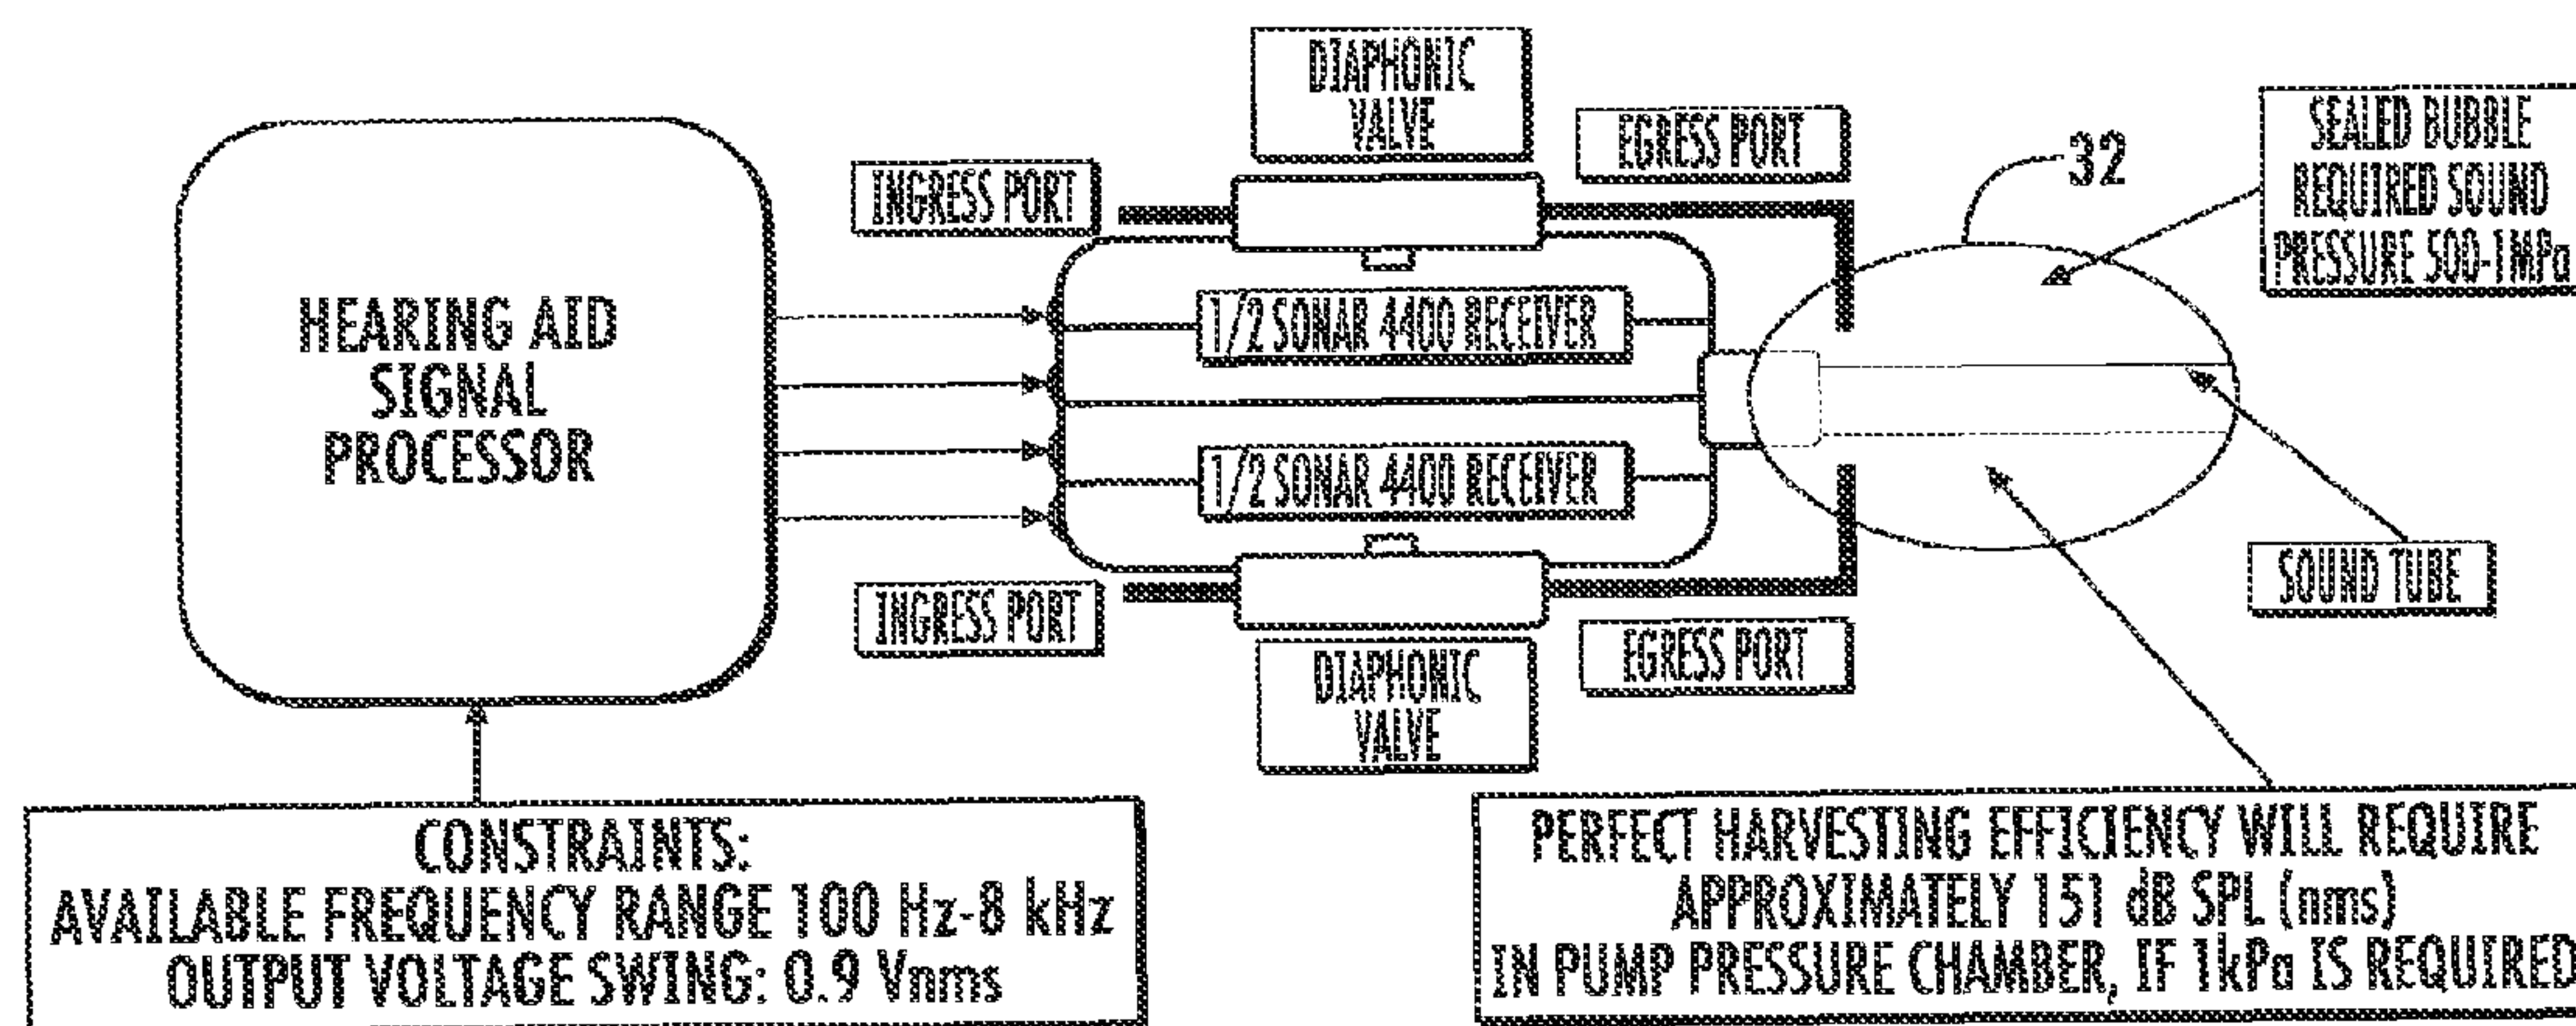 DIAPHONIC
VALVE
EGRESS PORT
SEALED BUBBLE
REQUIRED SOUND
PRESSURE 500-1MPa
32
INGRESS PORT
HEARING AID
SIGNAL
PROCESSOR
1/2 SONAR 4400 RECEIVER
1/2 SONAR 4400 RECEIVER
SOUND TUBE
INGRESS PORT
EGRESS PORT
DIAPHONIC
VALVE
CONSTRAINTS:
AVAILABLE FREQUENCY RANGE 100 Hz-8 kHz
OUTPUT VOLTAGE SWING: 0.9 Vnms
PERFECT HARVESTING EFFICIENCY WILL REQUIRE
APPROXIMATELY 151 dB SPL (nms)
IN PUMP PRESSURE CHAMBER, IF 1kPa IS REQUIRED